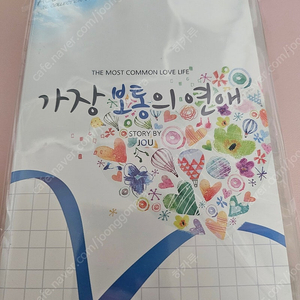 THE MOST COMMON LOVE LIFE
가장 보통의 연애
STORY BY
JOU